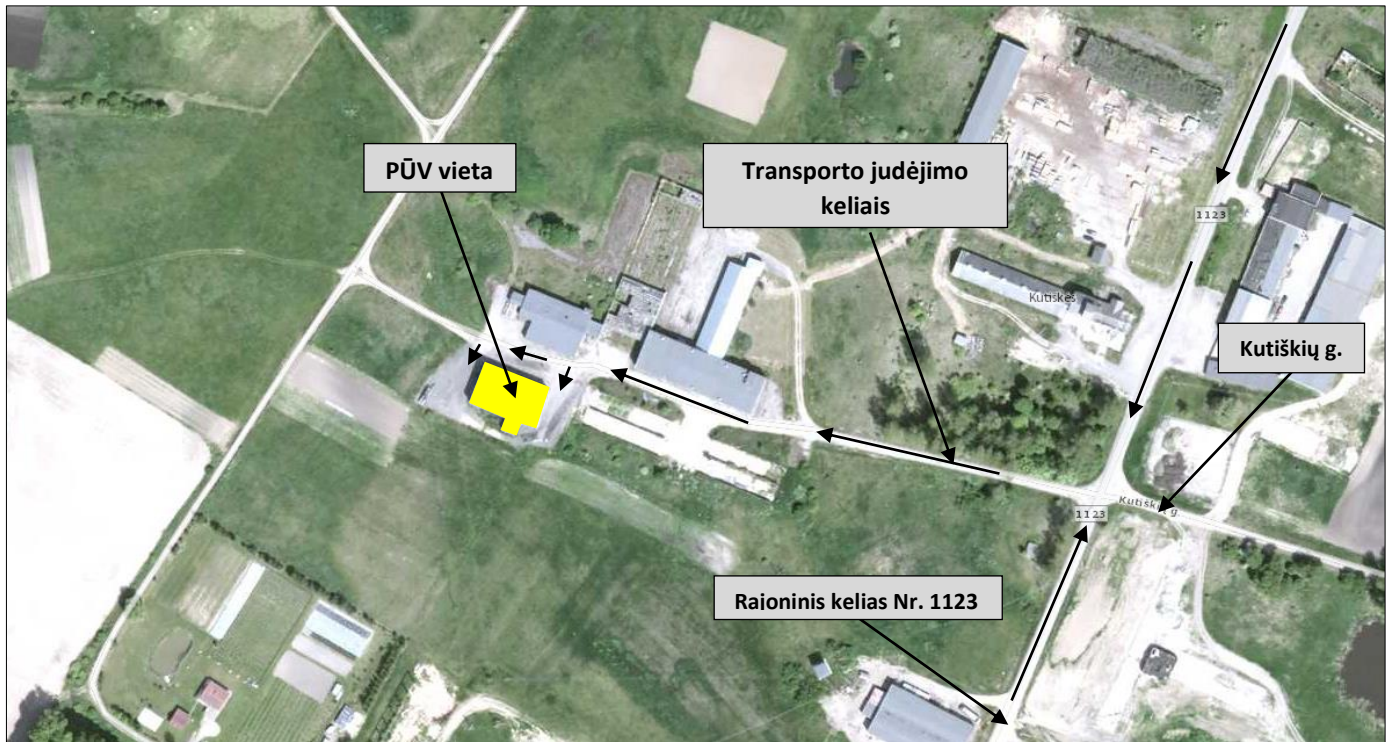 PŪV vieta
Transporto judėjimo
keliais
1123
Kutiškės
Kutiškių g.
Kutiškių g.
1123
Rajoninis kelias Nr. 1123